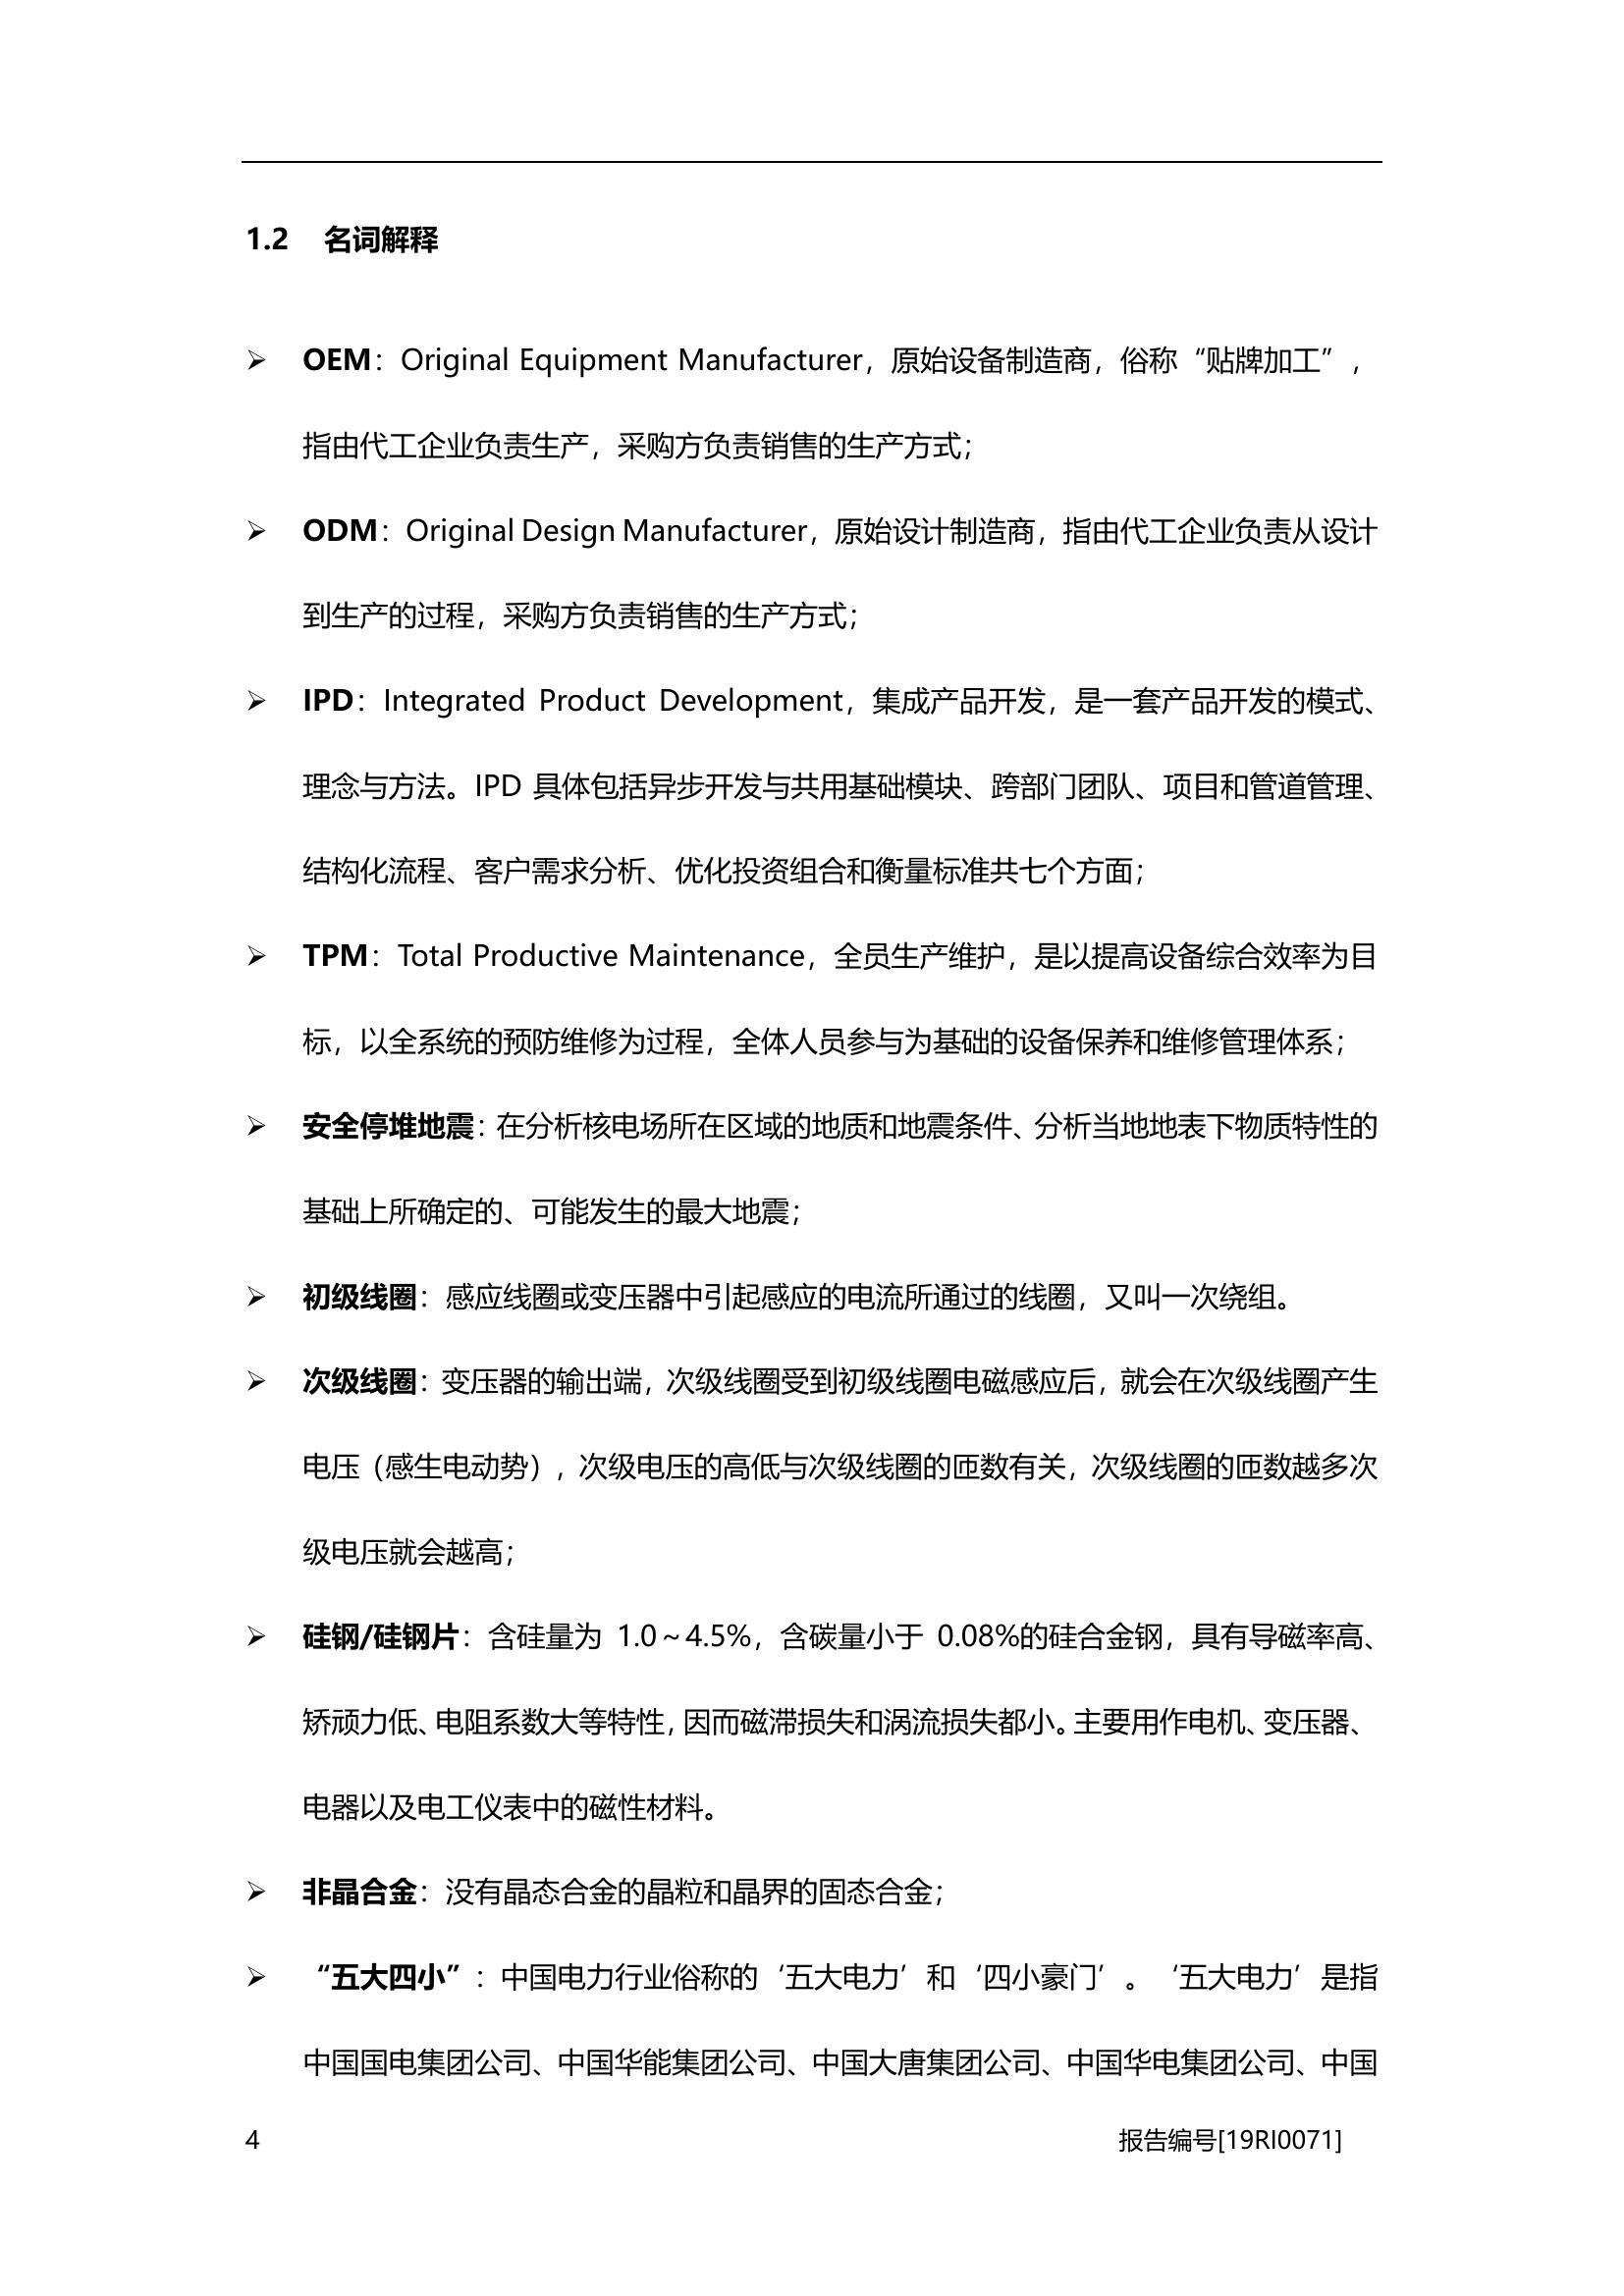 1.2 名词解释
➢ OEM：Original Equipment Manufacturer，原始设备制造商，俗称“贴牌加工”，
指由代工企业负责生产，采购方负责销售的生产方式；
➢ ODM：Original Design Manufacturer，原始设计制造商，指由代工企业负责从设计
到生产的过程，采购方负责销售的生产方式；
➢ IPD：Integrated Product Development，集成产品开发，是一套产品开发的模式、
理念与方法。IPD 具体包括异步开发与共用基础模块、跨部门团队、项目和管道管理、
结构化流程、客户需求分析、优化投资组合和衡量标准共七个方面；
➢ TPM：Total Productive Maintenance，全员生产维护，是以提高设备综合效率为目
标，以全系统的预防维修为过程，全体人员参与为基础的设备保养和维修管理体系；
➢ 安全停堆地震：在分析核电场所在区域的地质和地震条件、分析当地地表下物质特性的
基础上所确定的、可能发生的最大地震；
➢ 初级线圈：感应线圈或变压器中引起感应的电流所通过的线圈，又叫一次绕组。
➢ 次级线圈：变压器的输出端，次级线圈受到初级线圈电磁感应后，就会在次级线圈产生
电压（感生电动势），次级电压的高低与次级线圈的匝数有关，次级线圈的匝数越多次
级电压就会越高；
➢ 硅钢/硅钢片：含硅量为 1.0～4.5%，含碳量小于 0.08%的硅合金钢，具有导磁率高、
矫顽力低、电阻系数大等特性，因而磁滞损失和涡流损失都小。主要用作电机、变压器、
电器以及电工仪表中的磁性材料。
➢ 非晶合金：没有晶态合金的晶粒和晶界的固态合金；
➢ “五大四小”：中国电力行业俗称的‘五大电力’和‘四小豪门’。‘五大电力’是指
中国国电集团公司、中国华能集团公司、中国大唐集团公司、中国华电集团公司、中国
4 报告编号[19RI0071]